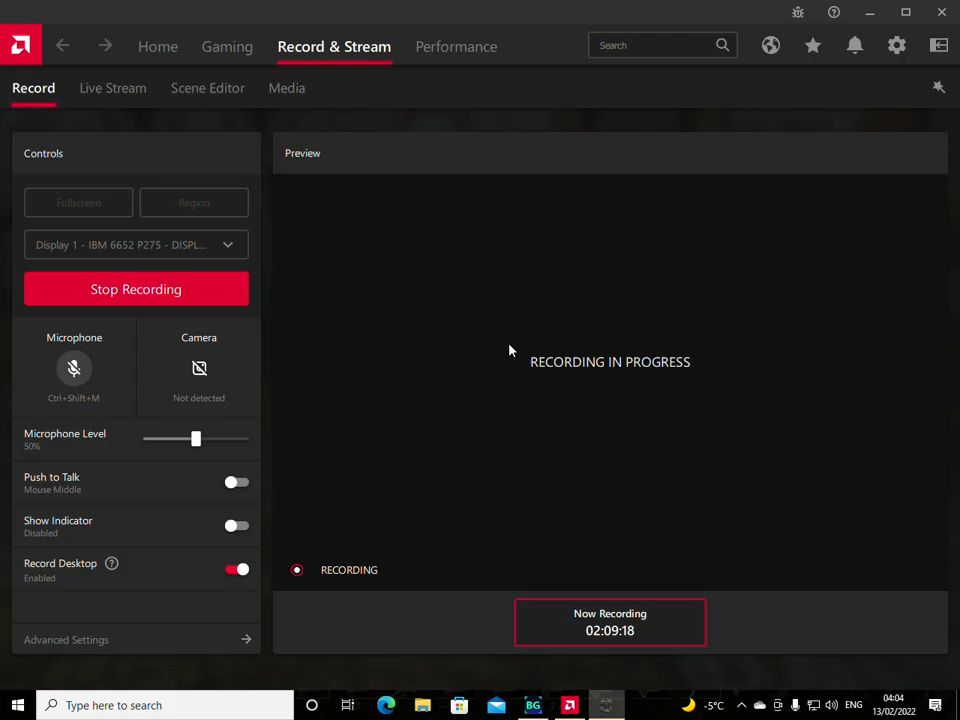 Home Gaming Record & Stream Performance Search
Record Live Stream Scene Editor Media
Controls
Fullscreen Region
Display 1 - IBM 6652 P275 - DISPL...
Stop Recording
Microphone Camera
Ctrl+Shift+M Not detected
Microphone Level
50%
Push to Talk
Mouse Middle
Show Indicator
Disabled
Record Desktop ?
Enabled
Advanced Settings
Preview
RECORDING IN PROGRESS
RECORDING
Now Recording
02:09:18
Type here to search
BG
-5°C
ENG
04:04
13/02/2022